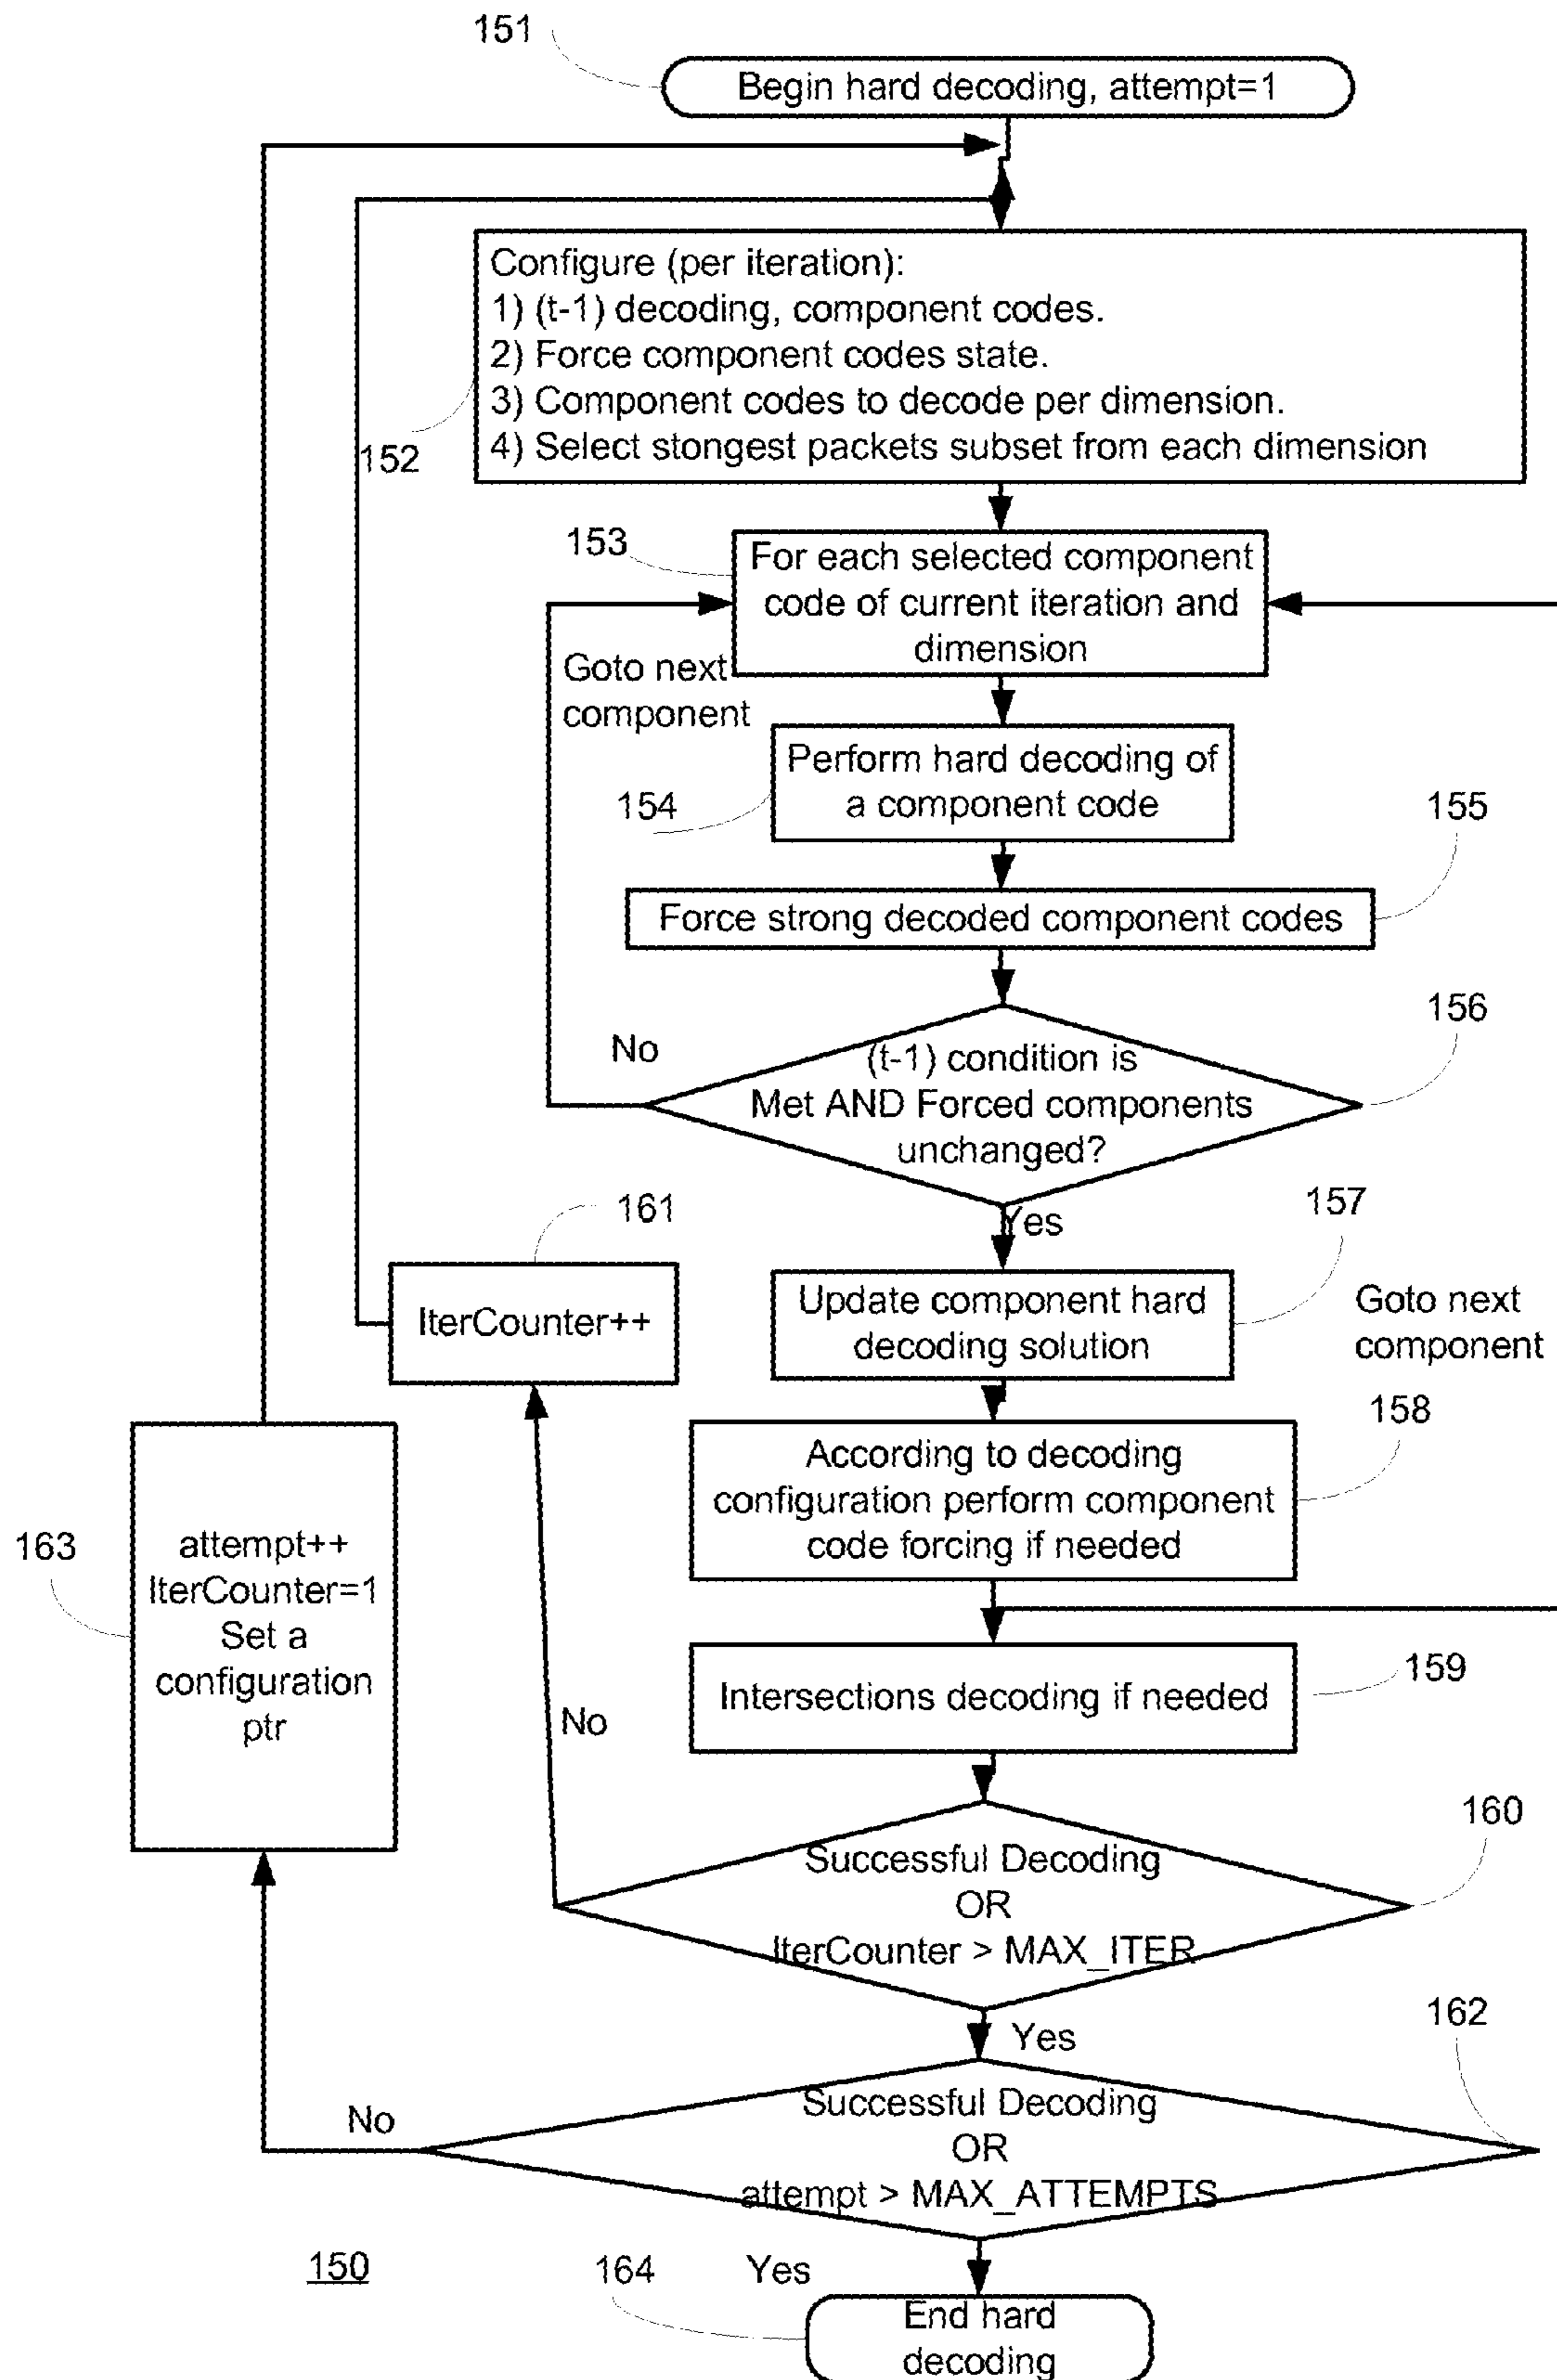 151
Begin hard decoding, attempt=1
Configure (per iteration):
1) (t-1) decoding, component codes.
2) Force component codes state.
3) Component codes to decode per dimension.
4) Select stongest packets subset from each dimension
152
153
For each selected component
code of current iteration and
dimension
Goto next
component
Perform hard decoding of
a component code
154
155
Force strong decoded component codes
156
No
(t-1) condition is
Met AND Forced components
unchanged?
Yes
161
157
IterCounter++
Update component hard
decoding solution
Goto next
component
158
According to decoding
configuration perform component
code forcing if needed
163
attempt++
IterCounter=1
Set a
configuration
ptr
159
Intersections decoding if needed
No
160
Successful Decoding
OR
IterCounter > MAX_ITER
Yes
162
No
Successful Decoding
OR
attempt > MAX_ATTEMPTS
150
164
Yes
End hard
decoding